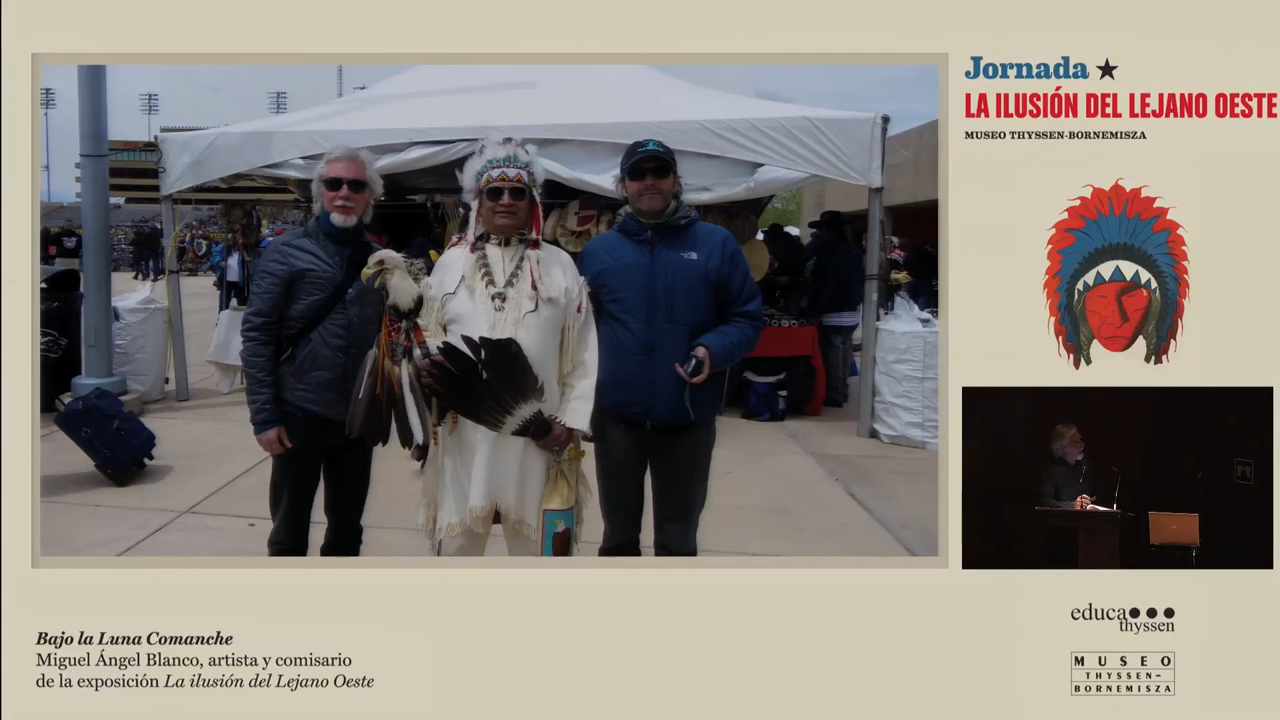 Jornada ★
LA ILUSIÓN DEL LEJANO OESTE
MUSEO THYSSEN-BORNEMISZA
Bajo la Luna Comanche
Miguel Ángel Blanco, artista y comisario
de la exposición La ilusión del Lejano Oeste
educa●●●
thyssen
MUSEO
THYSSEN-
BORNEMISZA